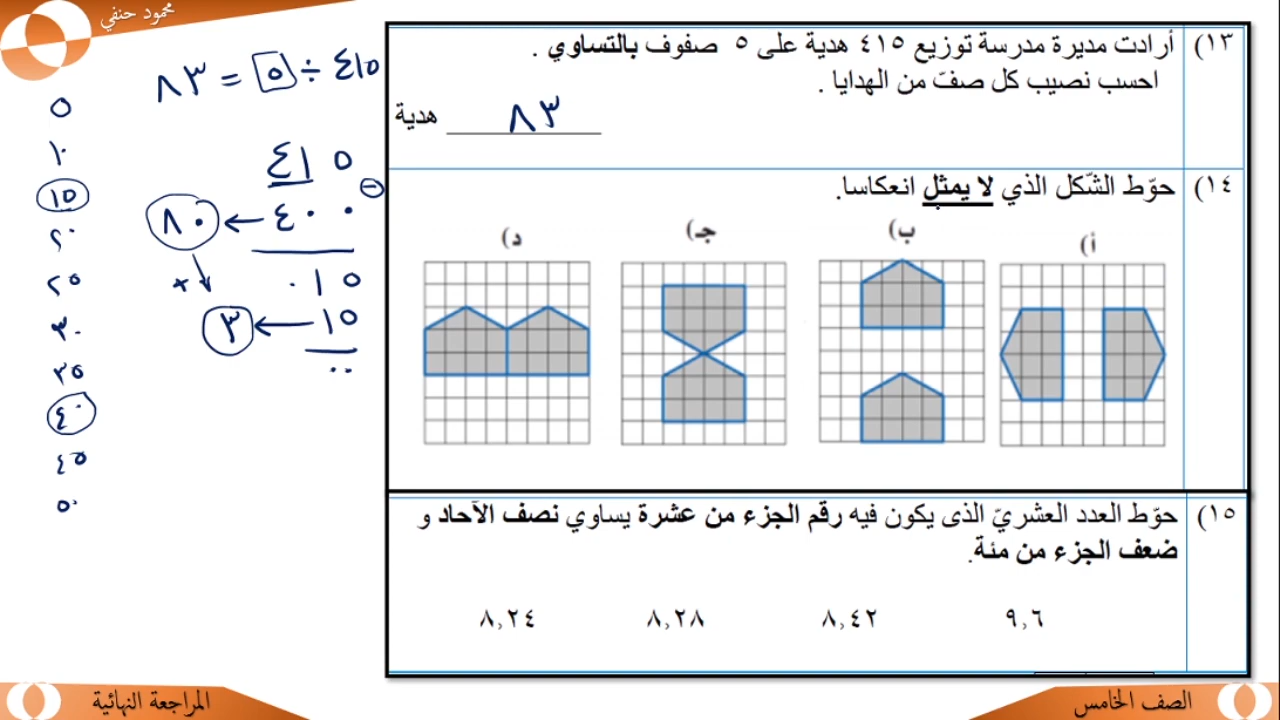 محمود حنفي
١٣) أرادت مديرة مدرسة توزيع ٤١٥ هدية على ٥ صفوف بالتساوي .
احسب نصيب كل صفّ من الهدايا .
٨٣ هدية
١٤) حوّط الشّكل الذي لا يمثل انعكاسا.
أ) ب) جـ) د)
١٥) حوّط العدد العشريّ الذى يكون فيه رقم الجزء من عشرة يساوي نصف الآحاد و
ضعف الجزء من مئة.
٩,٦ ٨,٤٢ ٨,٢٨ ٨,٢٤
٤١٥ ÷ ٥ = ٨٣
٤١٥
−
٤٠٠ ← ٨٠
٠١٥ +
١٥ ← ٣
٠٠
٥
١٠
١٥
٢٠
٢٥
٣٠
٣٥
٤٠
٤٥
٥٠
الصف الخامس
المراجعة النهائية